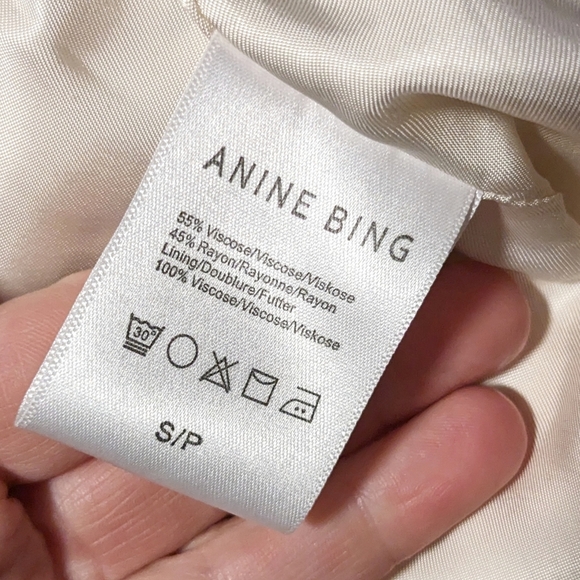 ANINE BING
55% Viscose/Viscose/Viskose
45% Rayon/Rayonne/Rayon
Lining/Doublure/Futter
100% Viscose/Viscose/Viskose
30°
S/P